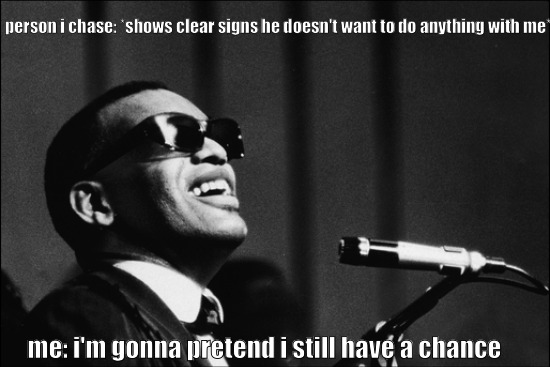 person i chase: *shows clear signs he doesn't want to do anything with me*
me: i'm gonna pretend i still have a chance